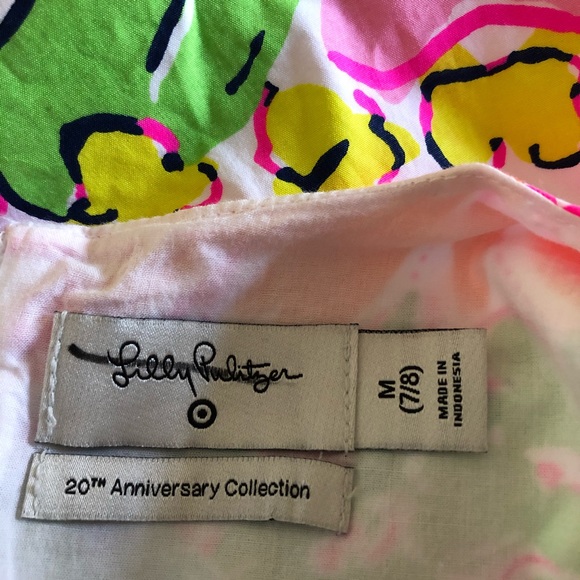 Lilly Pulitzer
20TH Anniversary Collection
M
(7/8)
MADE IN
INDONESIA